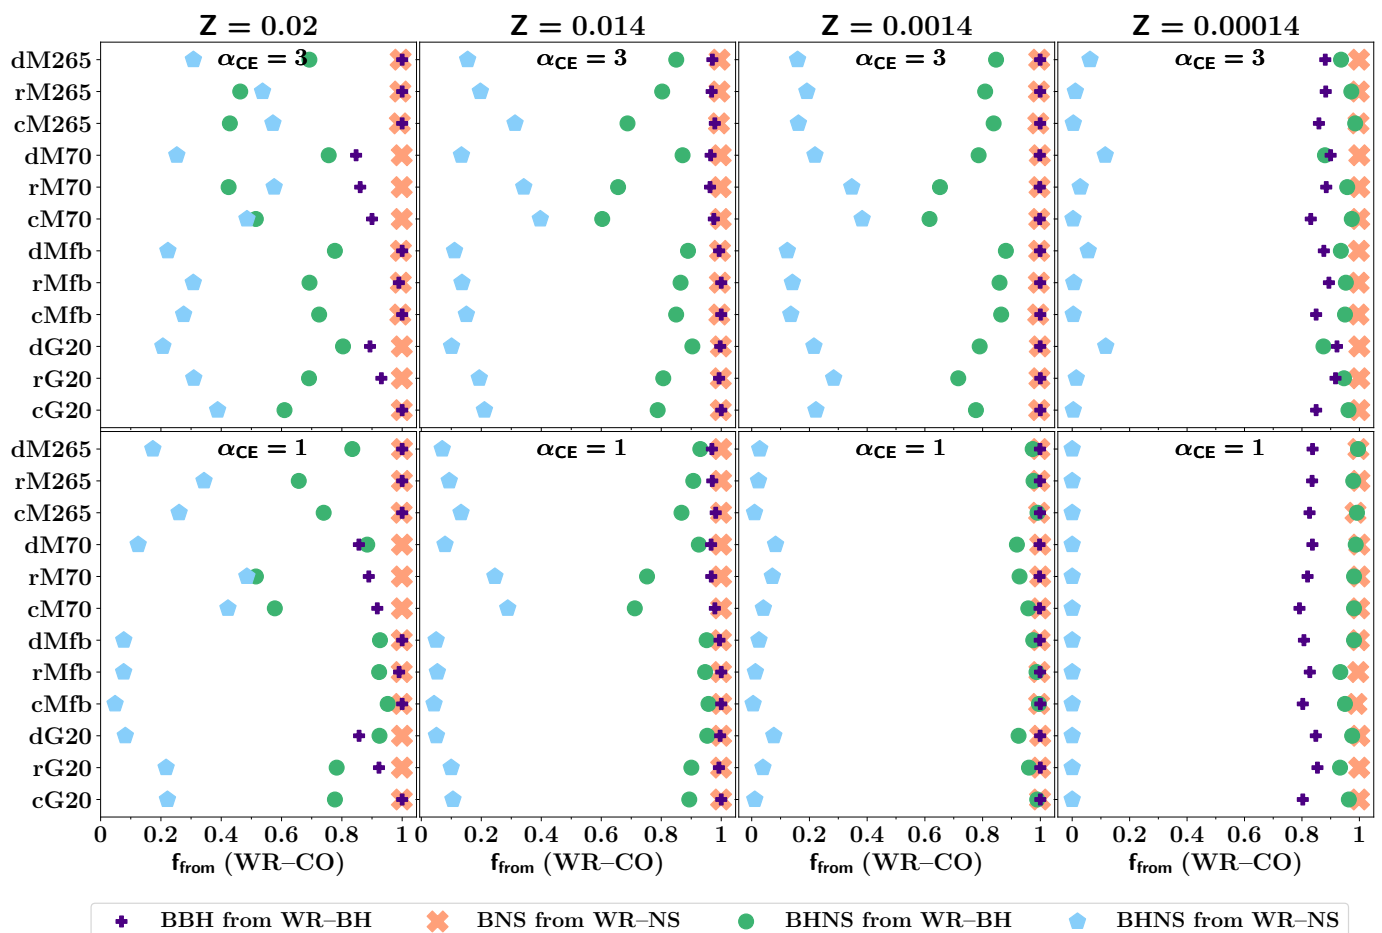 Z = 0.02 Z = 0.014 Z = 0.0014 Z = 0.00014
αCE = 3 αCE = 3 αCE = 3 αCE = 3
dM265
rM265
cM265
dM70
rM70
cM70
dMfb
rMfb
cMfb
dG20
rG20
cG20
αCE = 1 αCE = 1 αCE = 1 αCE = 1
dM265
rM265
cM265
dM70
rM70
cM70
dMfb
rMfb
cMfb
dG20
rG20
cG20
0 0.2 0.4 0.6 0.8 1 0 0.2 0.4 0.6 0.8 1 0 0.2 0.4 0.6 0.8 1 0 0.2 0.4 0.6 0.8 1
ffrom (WR–CO) ffrom (WR–CO) ffrom (WR–CO) ffrom (WR–CO)
BBH from WR–BH BNS from WR–NS BHNS from WR–BH BHNS from WR–NS